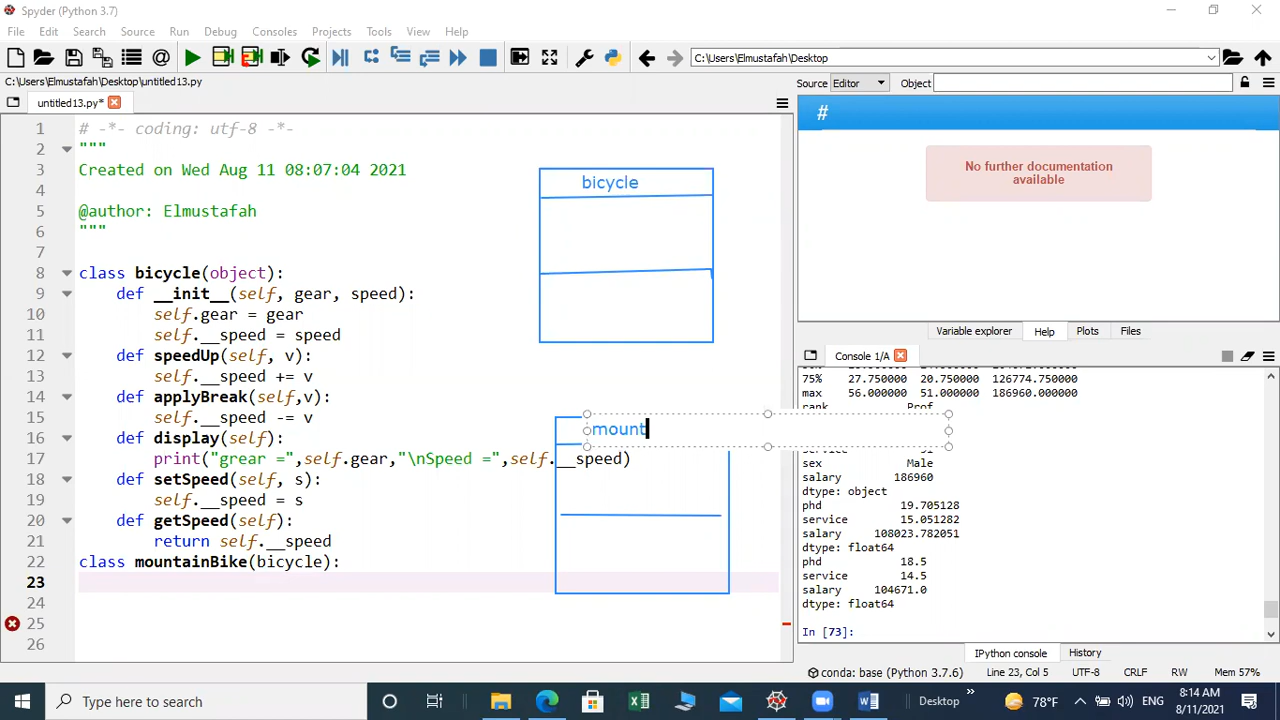 Spyder (Python 3.7)
File Edit Search Source Run Debug Consoles Projects Tools View Help
C:\Users\Elmustafah\Desktop
C:\Users\Elmustafah\Desktop\untitled13.py
untitled13.py*
Source Editor Object
1 # -*- coding: utf-8 -*-
2 """
3 Created on Wed Aug 11 08:07:04 2021
4
5 @author: Elmustafah
6 """
7
8 class bicycle(object):
9 def __init__(self, gear, speed):
10 self.gear = gear
11 self.__speed = speed
12 def speedUp(self, v):
13 self.__speed += v
14 def applyBreak(self,v):
15 self.__speed -= v
16 def display(self):
17 print("grear =",self.gear,"\nSpeed =",self.__speed)
18 def setSpeed(self, s):
19 self.__speed = s
20 def getSpeed(self):
21 return self.__speed
22 class mountainBike(bicycle):
23
24
25
26
bicycle
mount
#
No further documentation
available
Variable explorer Help Plots Files
Console 1/A
75% 27.750000 20.750000 126774.750000
max 56.000000 51.000000 186960.000000
rank Prof
sex Male
salary 186960
dtype: object
phd 19.705128
service 15.051282
salary 108023.782051
dtype: float64
phd 18.5
service 14.5
salary 104671.0
dtype: float64
In [73]:
IPython console History
conda: base (Python 3.7.6) Line 23, Col 5 UTF-8 CRLF RW Mem 57%
Type here to search
Desktop
78°F
ENG
8:14 AM
8/11/2021